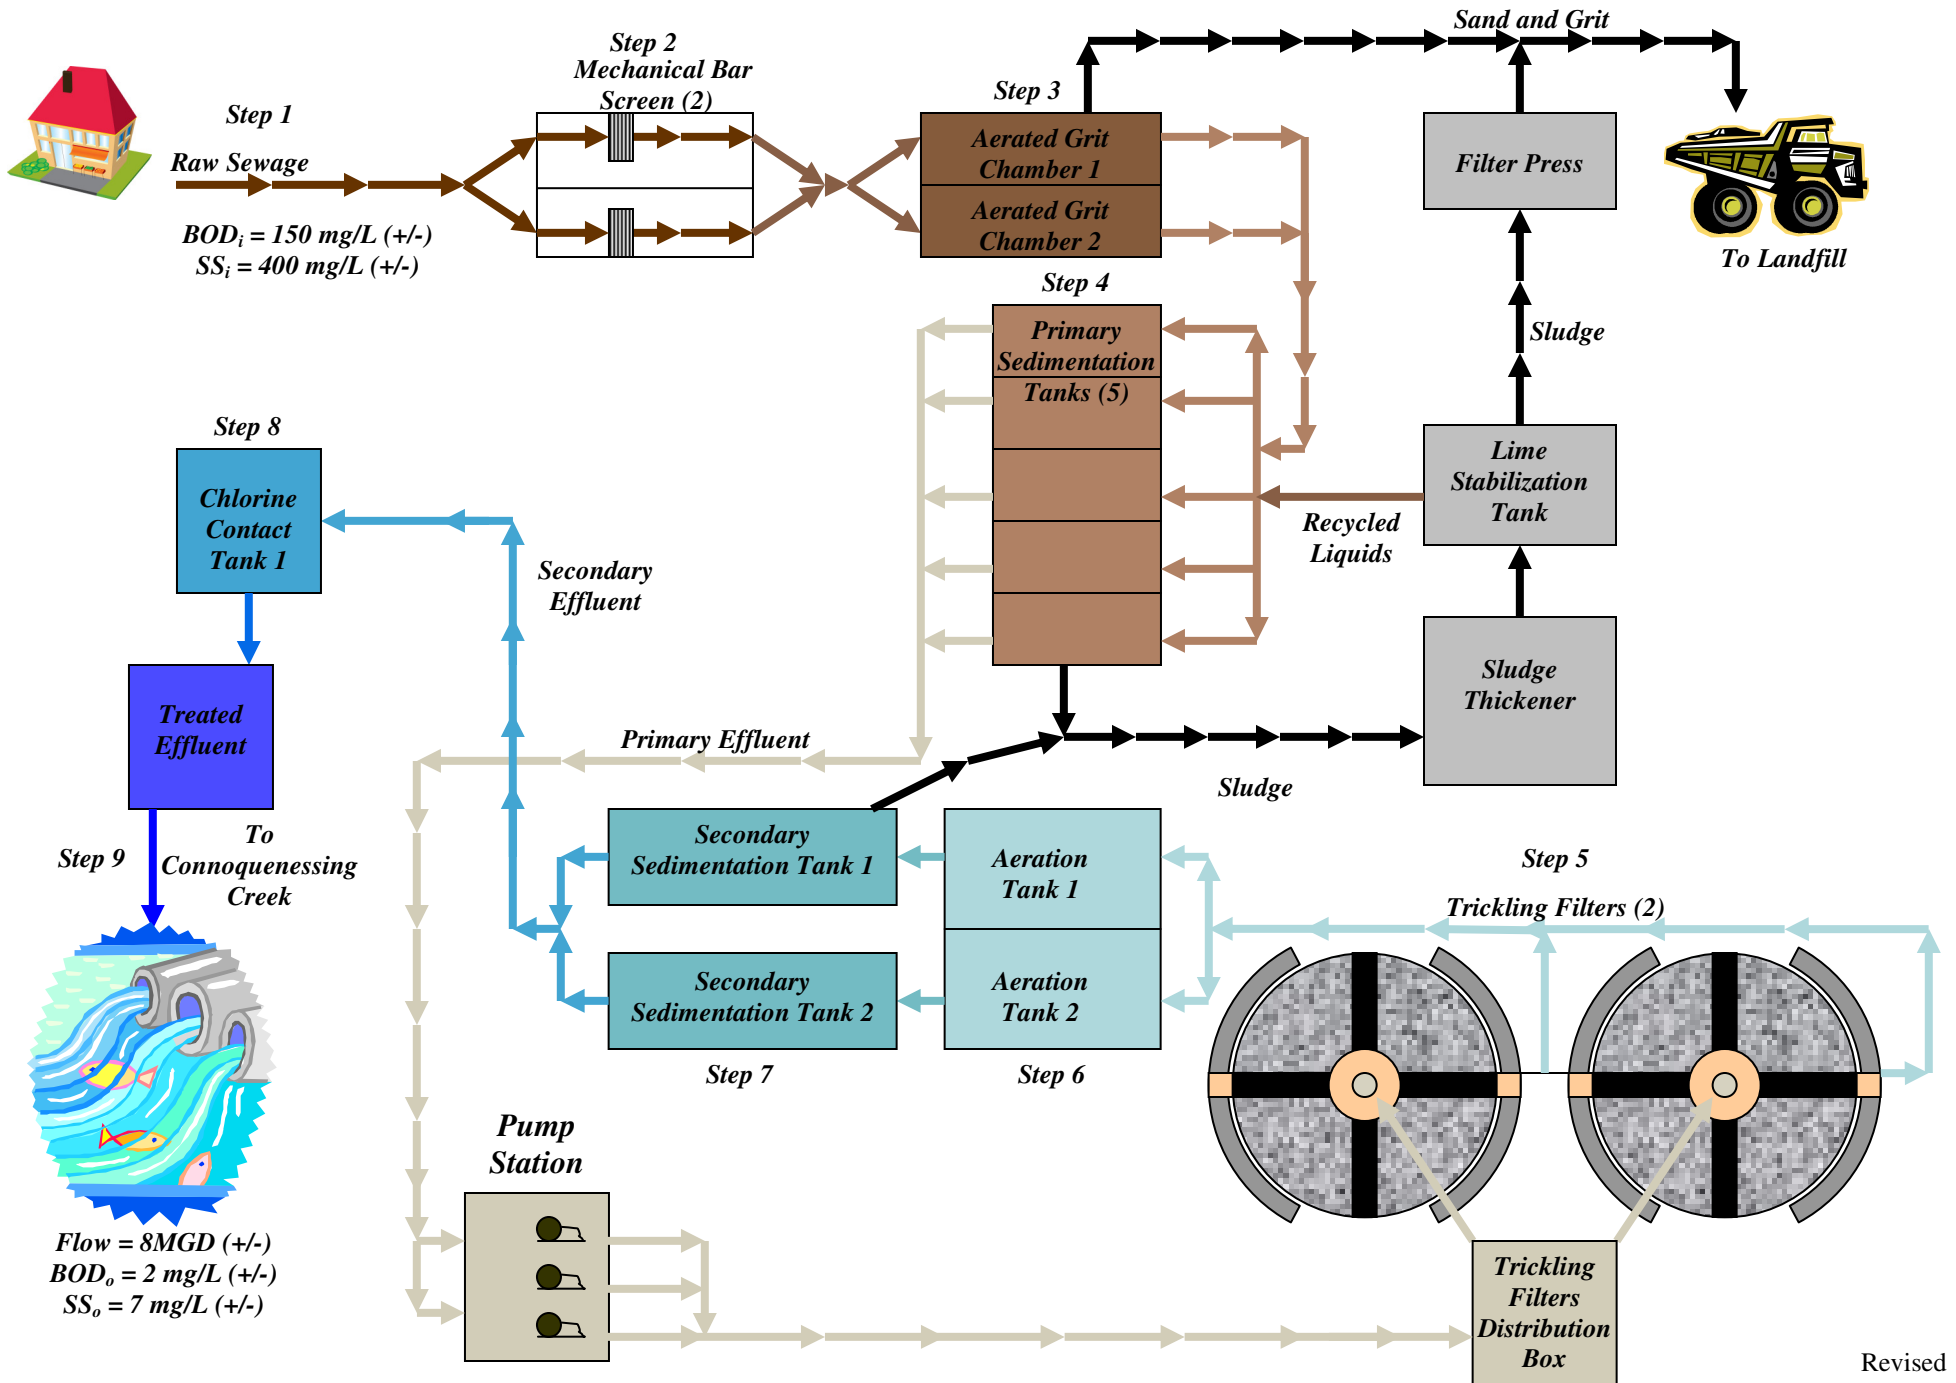 Sand and Grit
Step 2
Mechanical Bar
Screen (2)
Step 3
Step 1
Raw Sewage
BODi = 150 mg/L (+/-)
SSi = 400 mg/L (+/-)
Aerated Grit
Chamber 1
Aerated Grit
Chamber 2
Filter Press
To Landfill
Step 4
Primary
Sedimentation
Tanks (5)
Sludge
Step 8
Chlorine
Contact
Tank 1
Lime
Stabilization
Tank
Recycled
Liquids
Secondary
Effluent
Sludge
Thickener
Treated
Effluent
Primary Effluent
Sludge
Step 9
To
Connoquenessing
Creek
Secondary
Sedimentation Tank 1
Aeration
Tank 1
Step 5
Trickling Filters (2)
Secondary
Sedimentation Tank 2
Aeration
Tank 2
Step 7
Step 6
Pump
Station
Flow = 8MGD (+/-)
BODo = 2 mg/L (+/-)
SSo = 7 mg/L (+/-)
Trickling
Filters
Distribution
Box
Revised